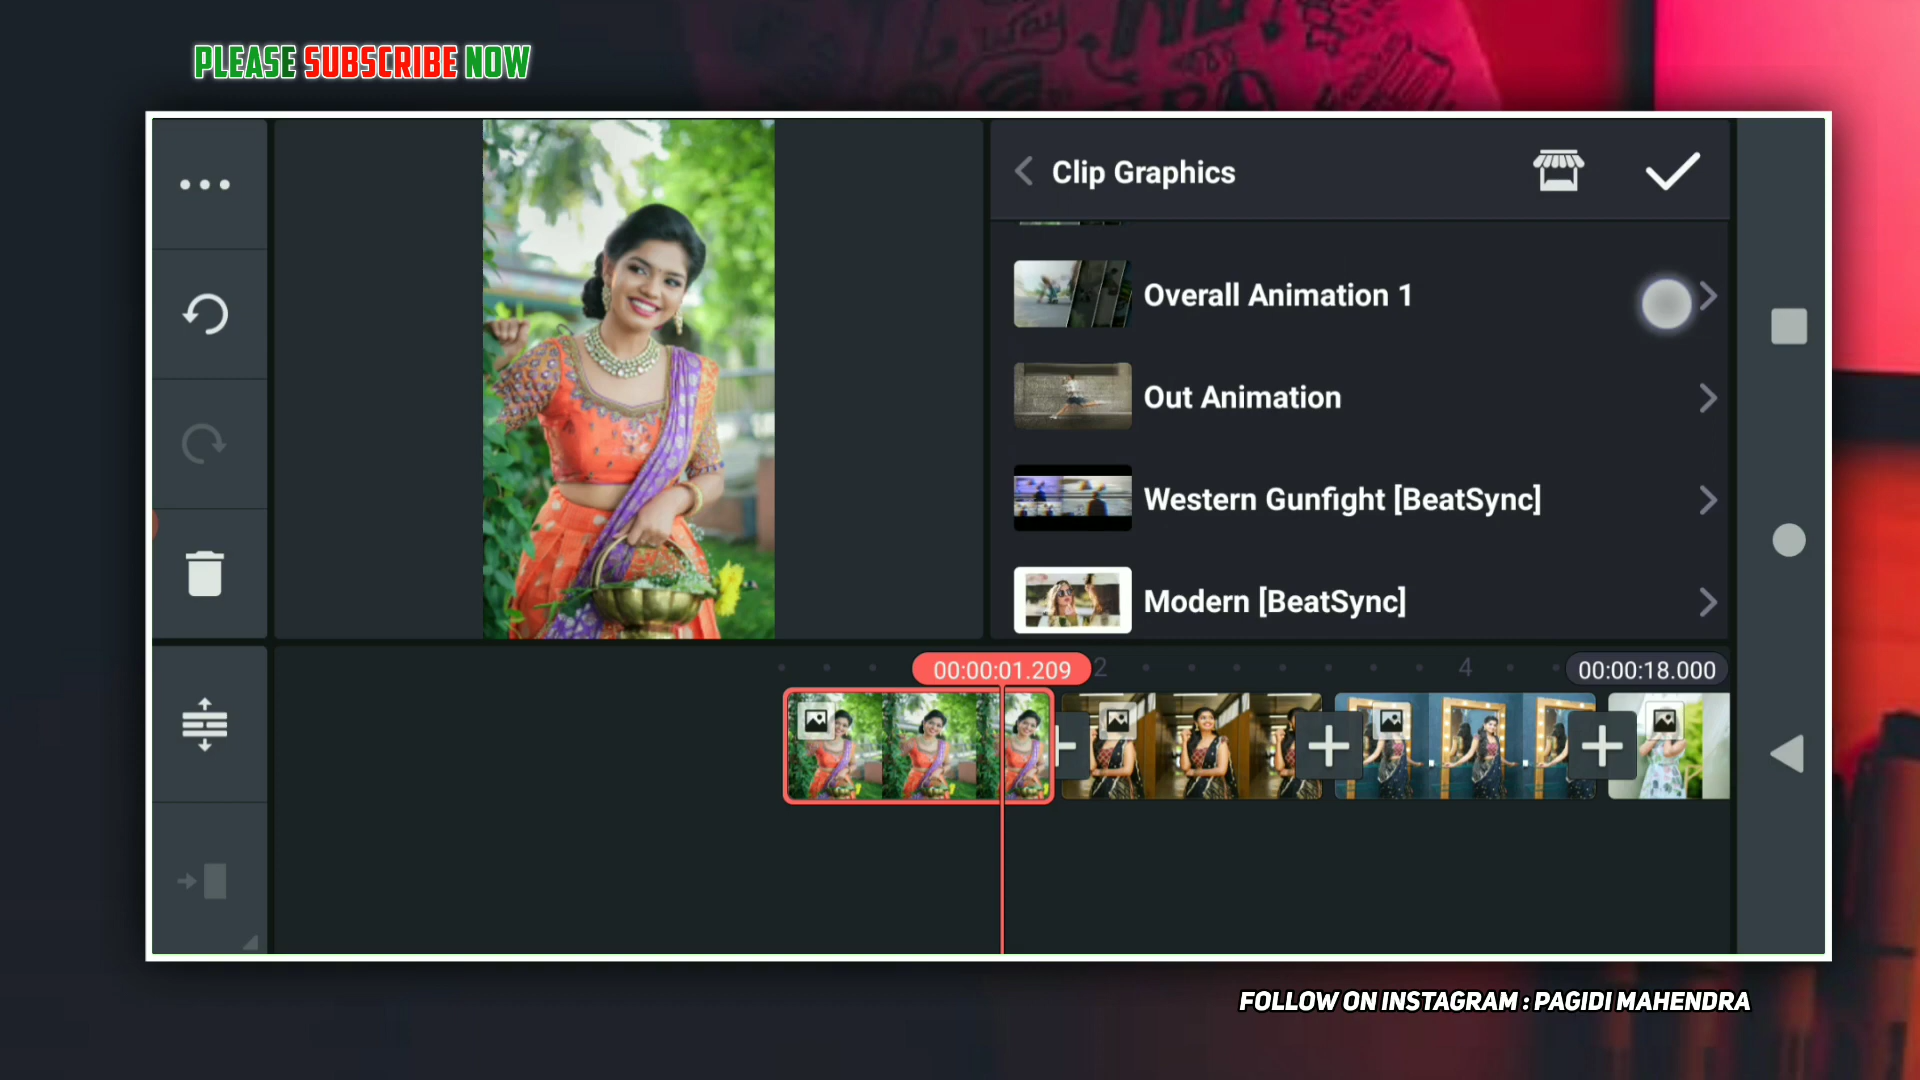 PLEASE SUBSCRIBE NOW
Clip Graphics
Overall Animation 1
Out Animation
Western Gunfight [BeatSync]
Modern [BeatSync]
00:00:01.209
2
4
00:00:18.000
FOLLOW ON INSTAGRAM : PAGIDI MAHENDRA